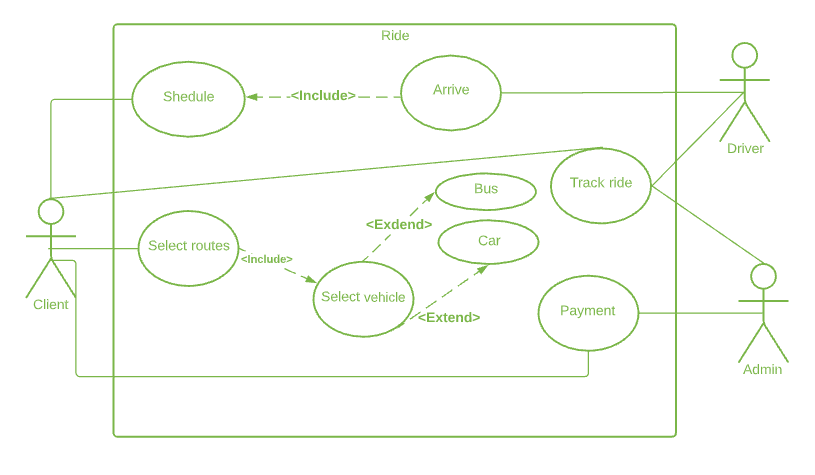 Ride
Shedule
<Include>
Arrive
Driver
Track ride
Bus
<Exdend>
Car
Select routes
<Include>
Select vehicle
<Extend>
Payment
Client
Admin